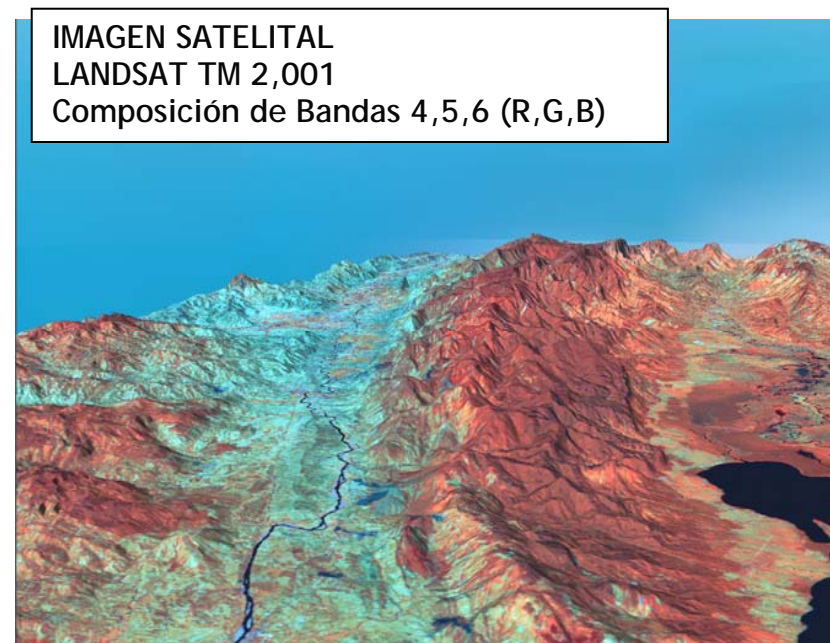 IMAGEN SATELITAL
LANDSAT TM 2,001
Composición de Bandas 4,5,6 (R,G,B)